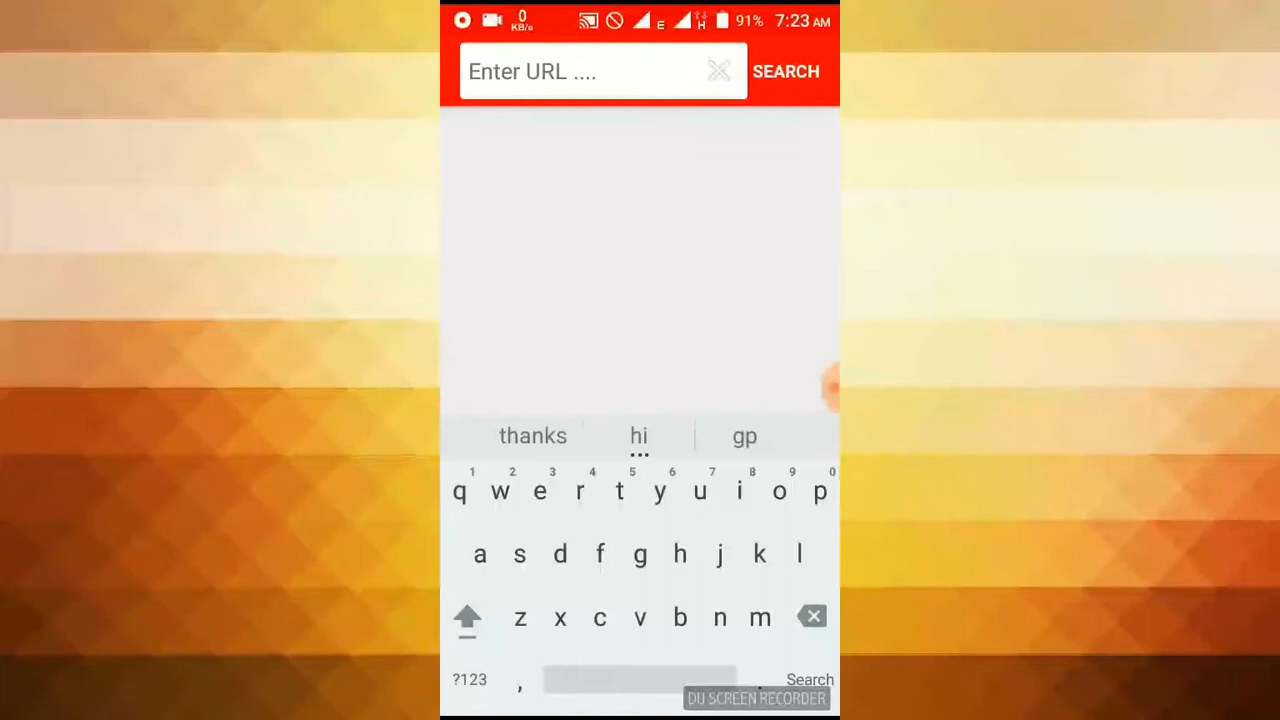 0 KB/s E H 91% 7:23 AM
Enter URL .... SEARCH
thanks hi gp
1 2 3 4 5 6 7 8 9 0
q w e r t y u i o p
a s d f g h j k l
z x c v b n m
?123 , . Search
DU SCREEN RECORDER